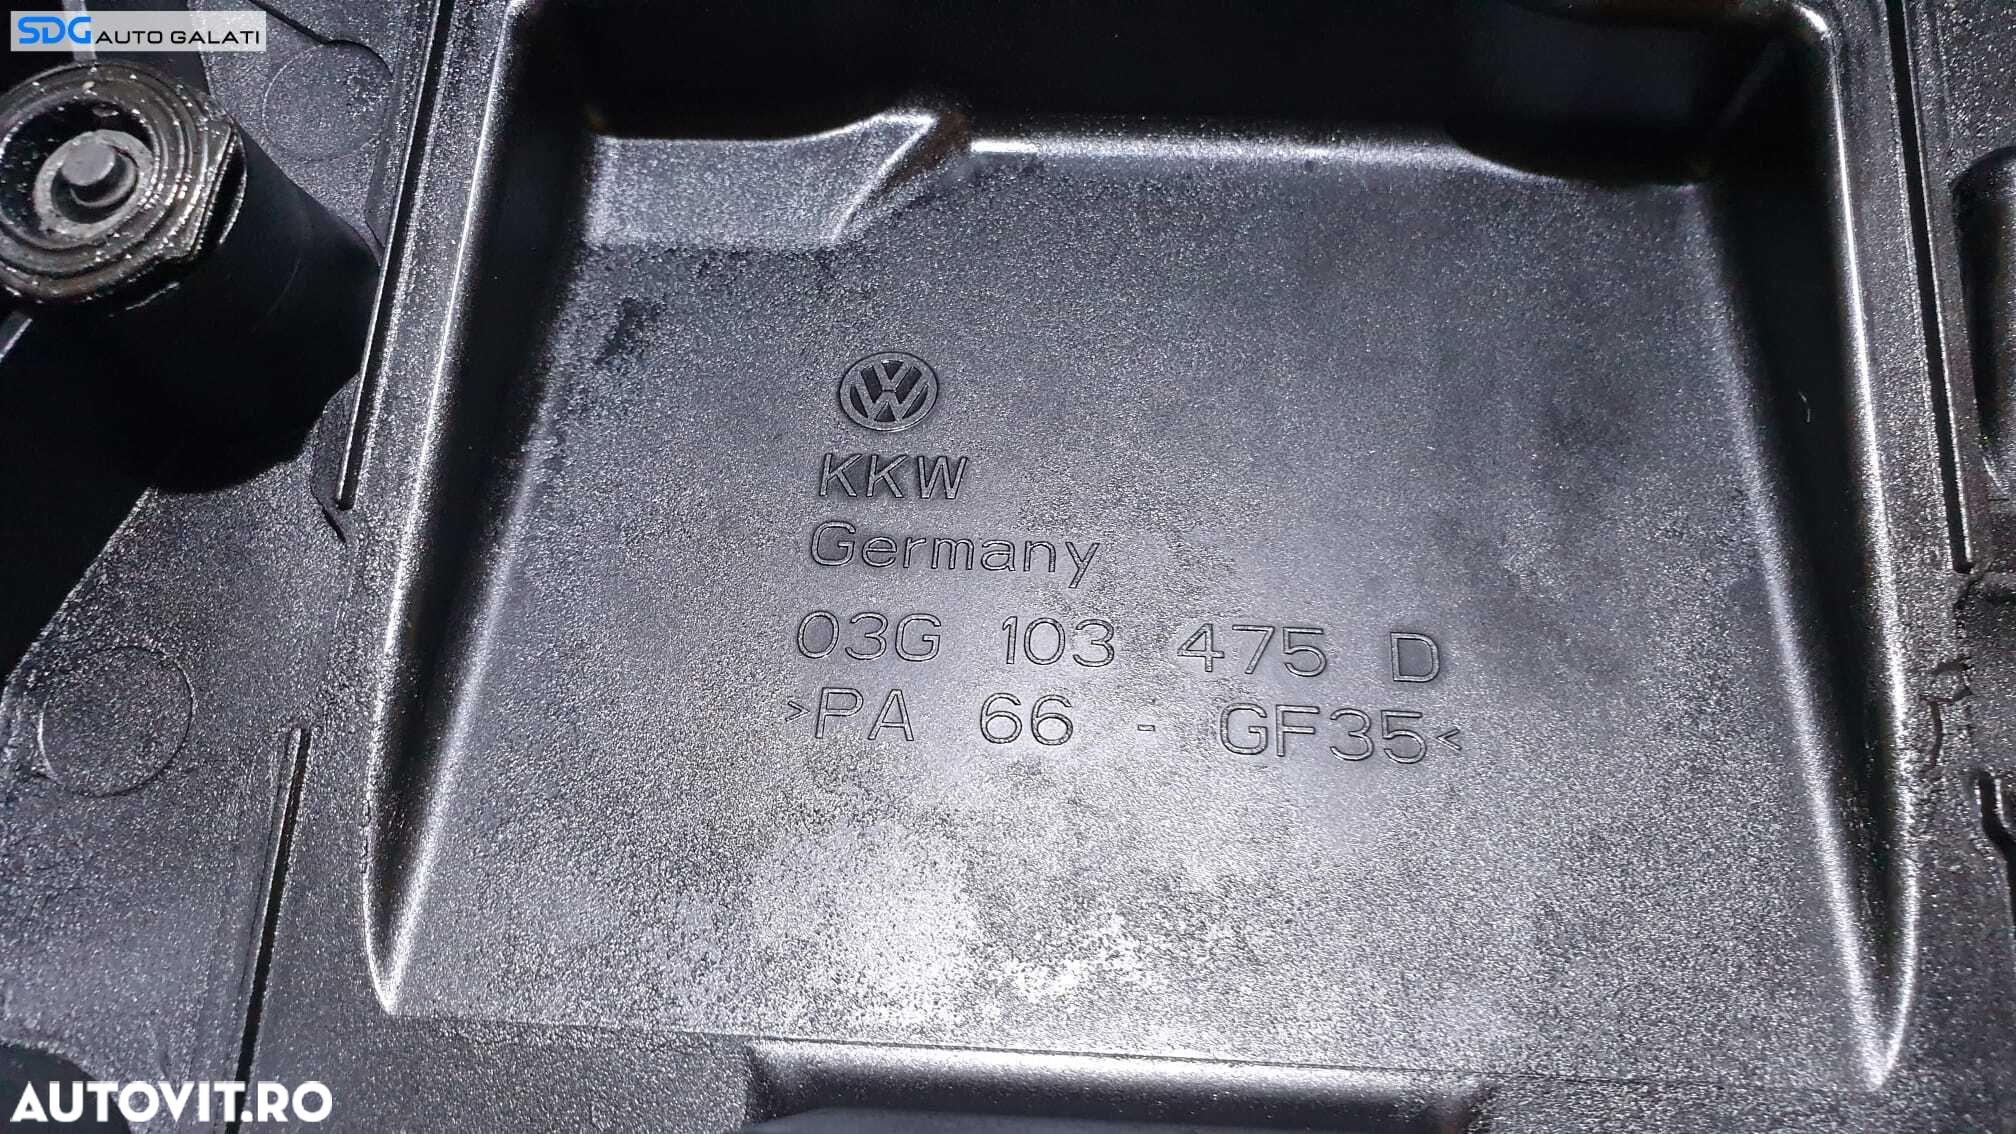 SDG AUTO GALATI
KKW
Germany
03G 103 475 D
>PA 66 - GF35<
AUTOVIT.RO